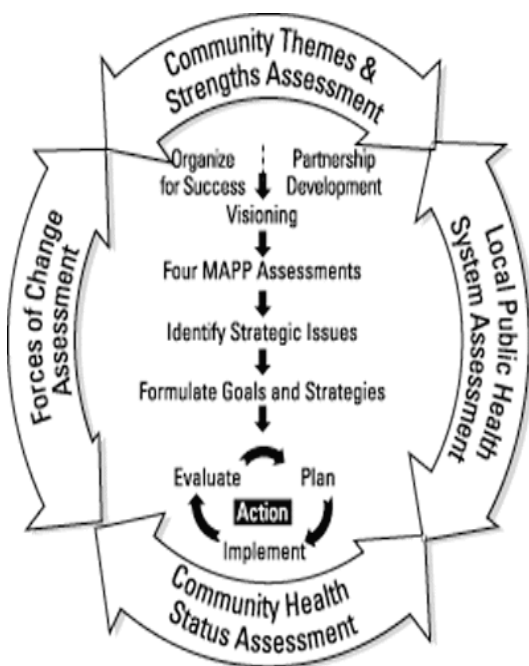 Community Themes &
Strengths Assessment
Organize
for Success
Partnership
Development
Visioning
Four MAPP Assessments
Identify Strategic Issues
Formulate Goals and Strategies
Evaluate
Plan
Action
Implement
Forces of Change
Assessment
Local Public Health
System Assessment
Community Health
Status Assessment